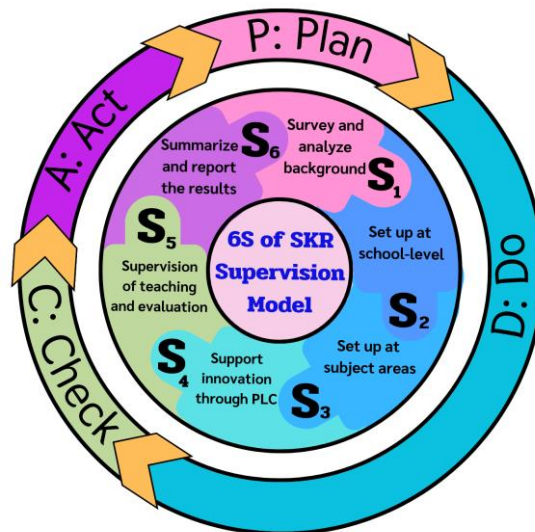 P: Plan
D: Do
C: Check
A: Act
6S of SKR
Supervision
Model
Survey and
analyze
background
S1
Set up at
school-level
S2
Set up at
subject areas
S3
Support
innovation
through PLC
S4
Supervision
of teaching
and evaluation
S5
Summarize
and report
the results
S6